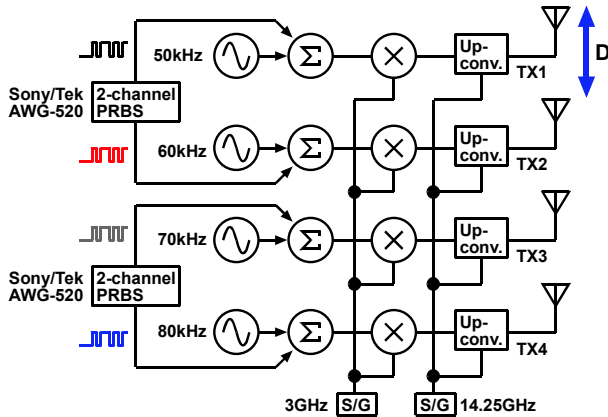 50kHz
Σ
Up-
conv.
TX1
D
Sony/Tek
AWG-520
2-channel
PRBS
60kHz
Σ
Up-
conv.
TX2
70kHz
Σ
Up-
conv.
TX3
Sony/Tek
AWG-520
2-channel
PRBS
80kHz
Σ
Up-
conv.
TX4
3GHz
S/G
S/G
14.25GHz